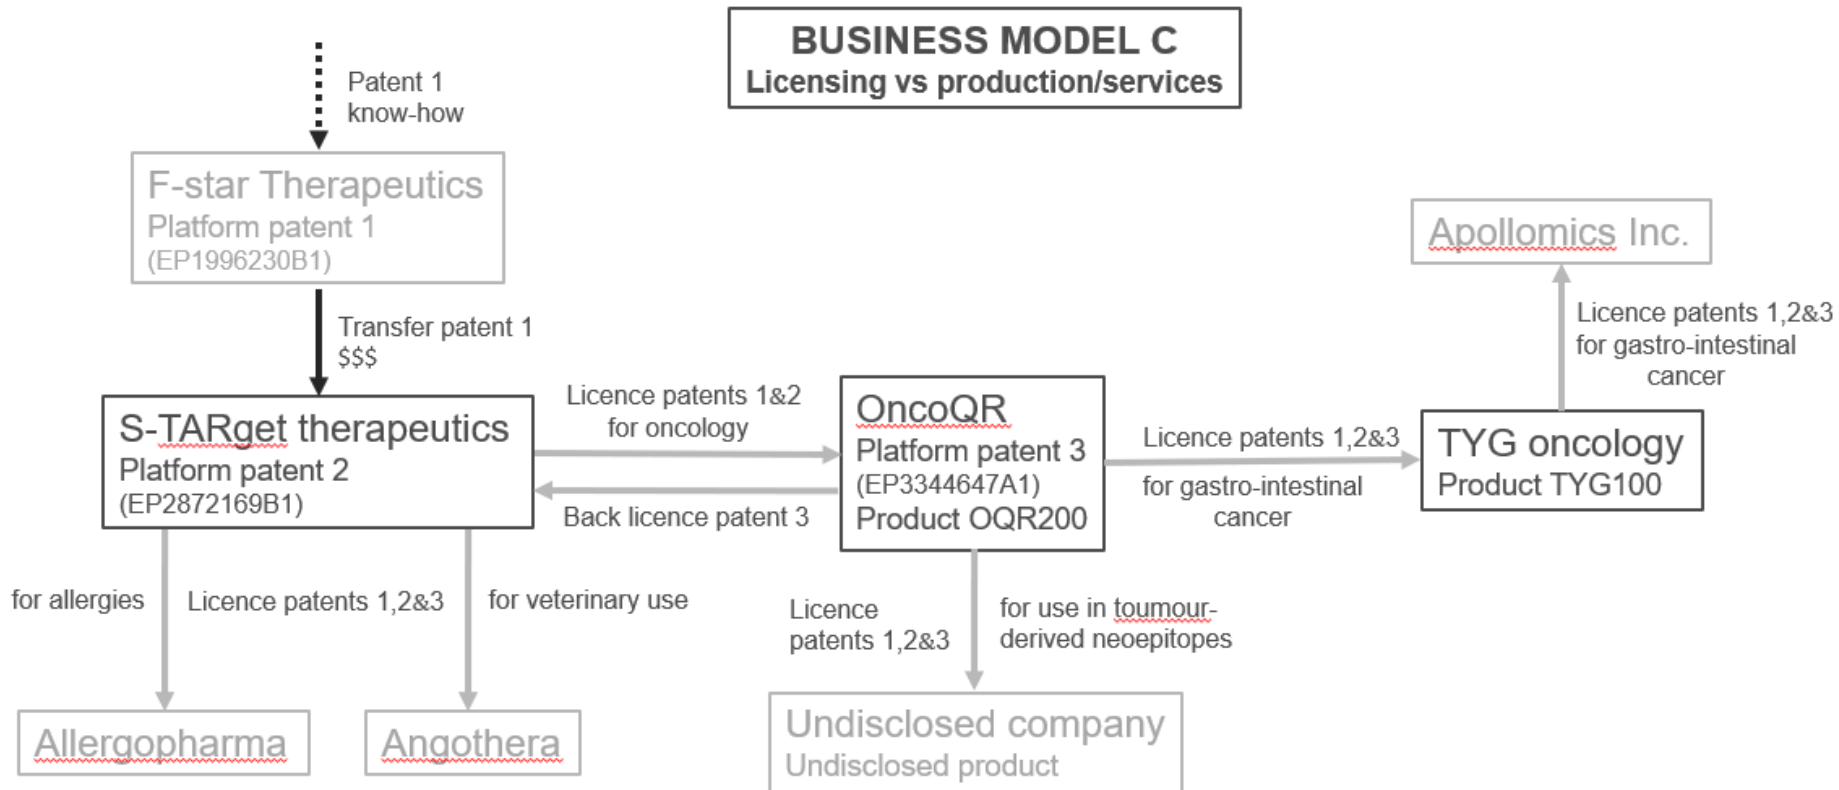 BUSINESS MODEL C
Licensing vs production/services
Patent 1
know-how
F-star Therapeutics
Platform patent 1
(EP1996230B1)
Transfer patent 1
$$$
S-TARget therapeutics
Platform patent 2
(EP2872169B1)
Licence patents 1&2
for oncology
Back licence patent 3
OncoQR
Platform patent 3
(EP3344647A1)
Product OQR200
Licence patents 1,2&3
for gastro-intestinal
cancer
TYG oncology
Product TYG100
Licence patents 1,2&3
for gastro-intestinal
cancer
Apollomics Inc.
for allergies
Licence patents 1,2&3
for veterinary use
Allergopharma
Angothera
Licence
patents 1,2&3
for use in toumour-
derived neoepitopes
Undisclosed company
Undisclosed product